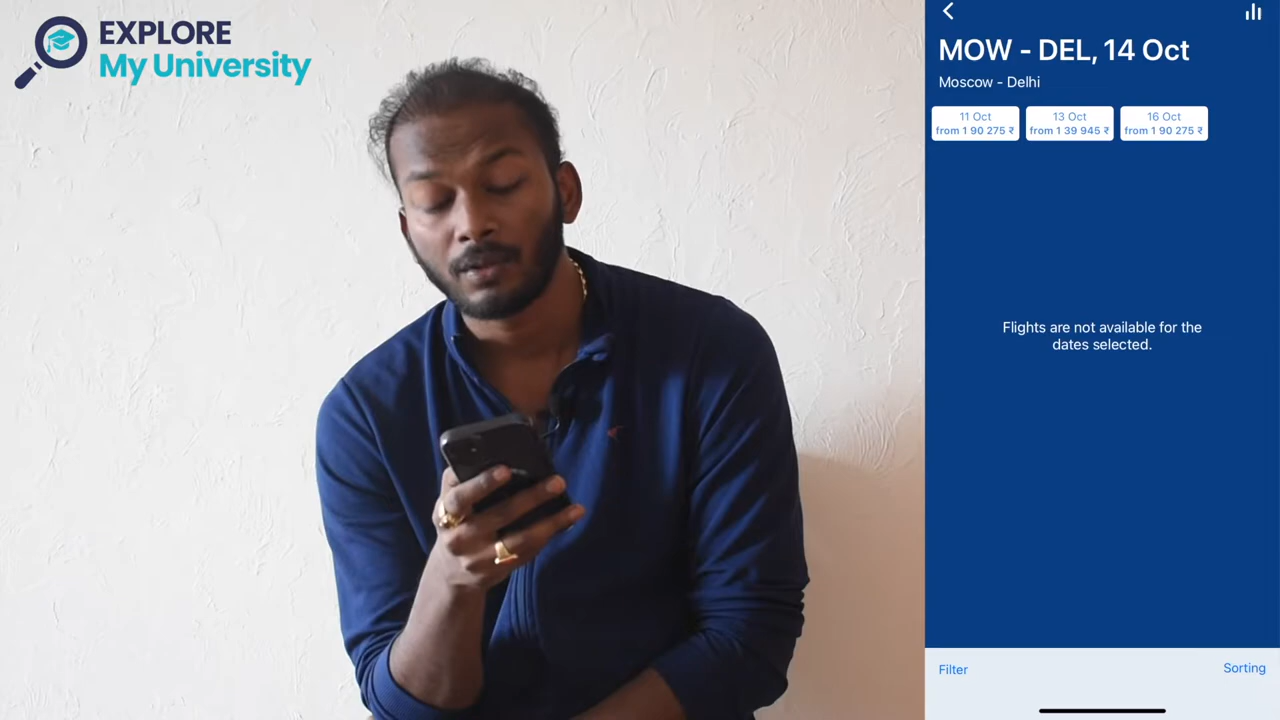 EXPLORE
My University
MOW - DEL, 14 Oct
Moscow - Delhi
11 Oct
from 1 90 275 ₹
13 Oct
from 1 39 945 ₹
16 Oct
from 1 90 275 ₹
Flights are not available for the
dates selected.
Filter
Sorting